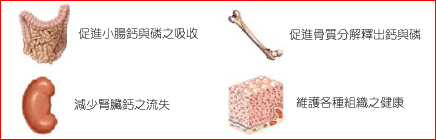 促進小腸鈣與磷之吸收
促進骨質分解釋出鈣與磷
減少腎臟鈣之流失
維護各種組織之健康